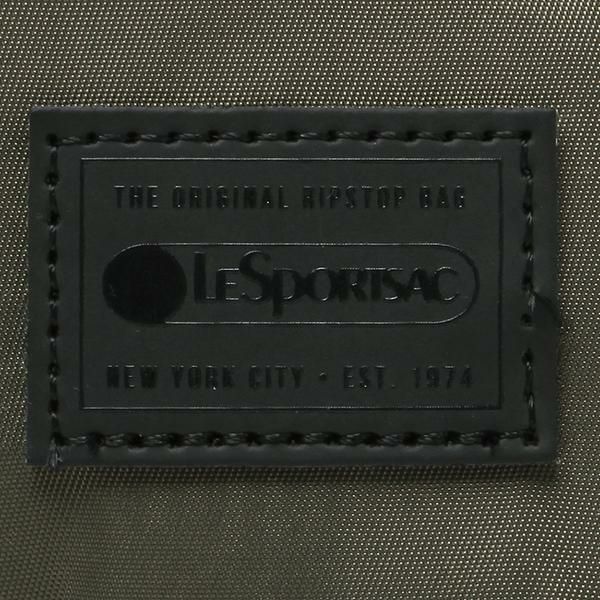 THE ORIGINAL RIPSTOP BAG
LESPORTSAC
NEW YORK CITY • EST. 1974